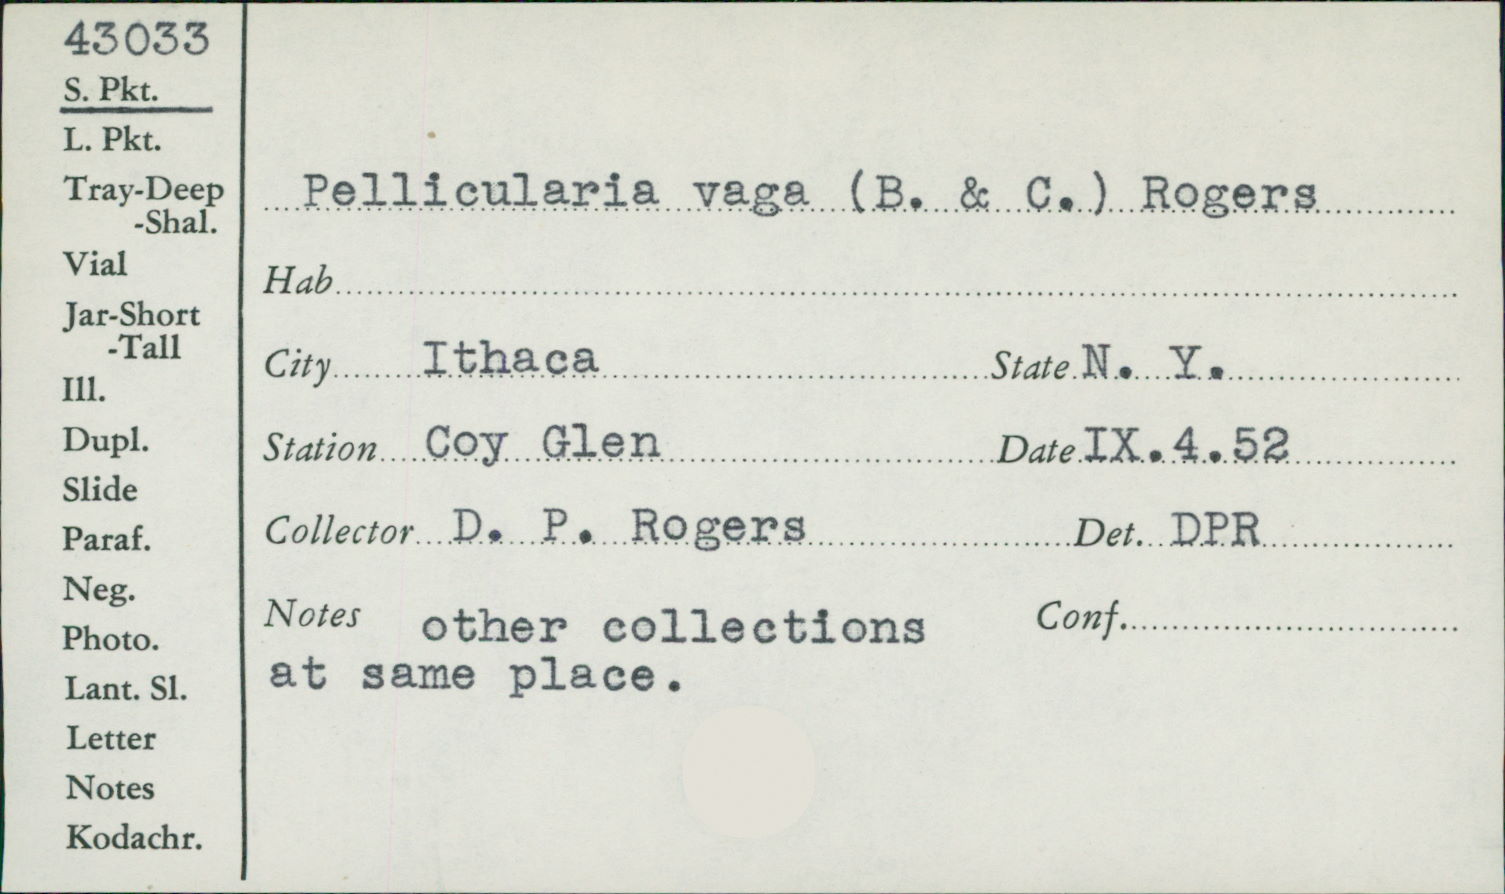 43033
S. Pkt.
L. Pkt.
Tray-Deep
-Shal.
Vial
Jar-Short
-Tall
Ill.
Dupl.
Slide
Paraf.
Neg.
Photo.
Lant. Sl.
Letter
Notes
Kodachr.
Pellicularia vaga (B. & C.) Rogers
Hab
City Ithaca State N. Y.
Station Coy Glen Date IX.4.52
Collector D. P. Rogers Det. DPR
Notes other collections Conf.
at same place.